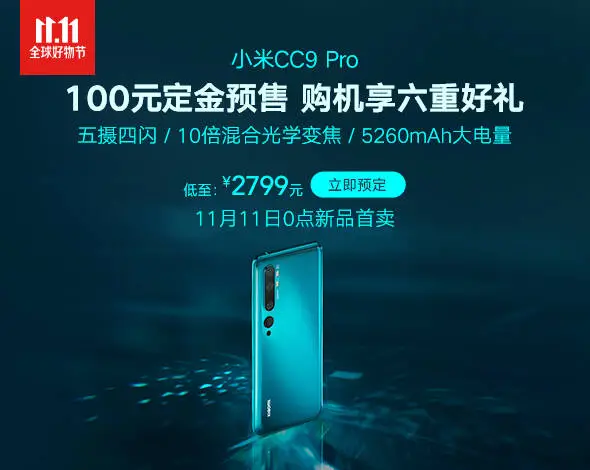 11.11
全球好物节
小米CC9 Pro
100元定金预售 购机享六重好礼
五摄四闪 / 10倍混合光学变焦 / 5260mAh大电量
低至: ¥2799元 立即预定
11月11日0点新品首卖
xiaomi